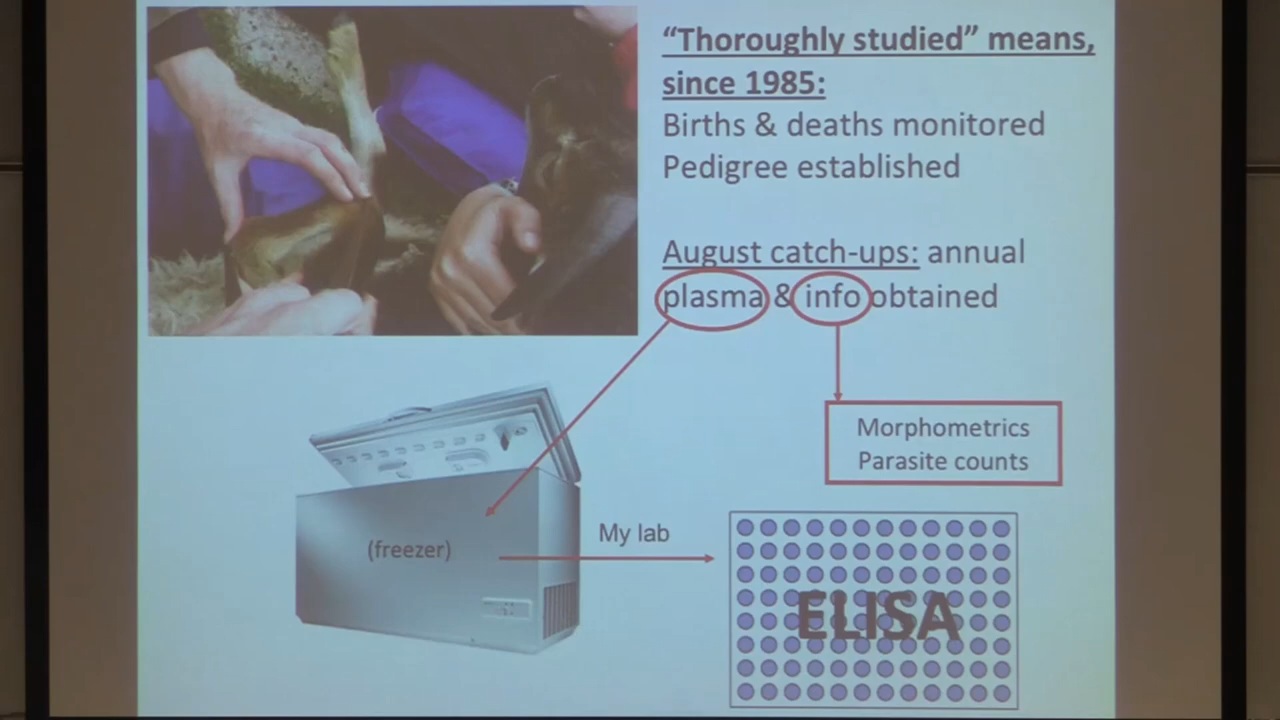 “Thoroughly studied” means,
since 1985:
Births & deaths monitored
Pedigree established
August catch-ups: annual
plasma & info obtained
Morphometrics
Parasite counts
(freezer)
My lab
ELISA